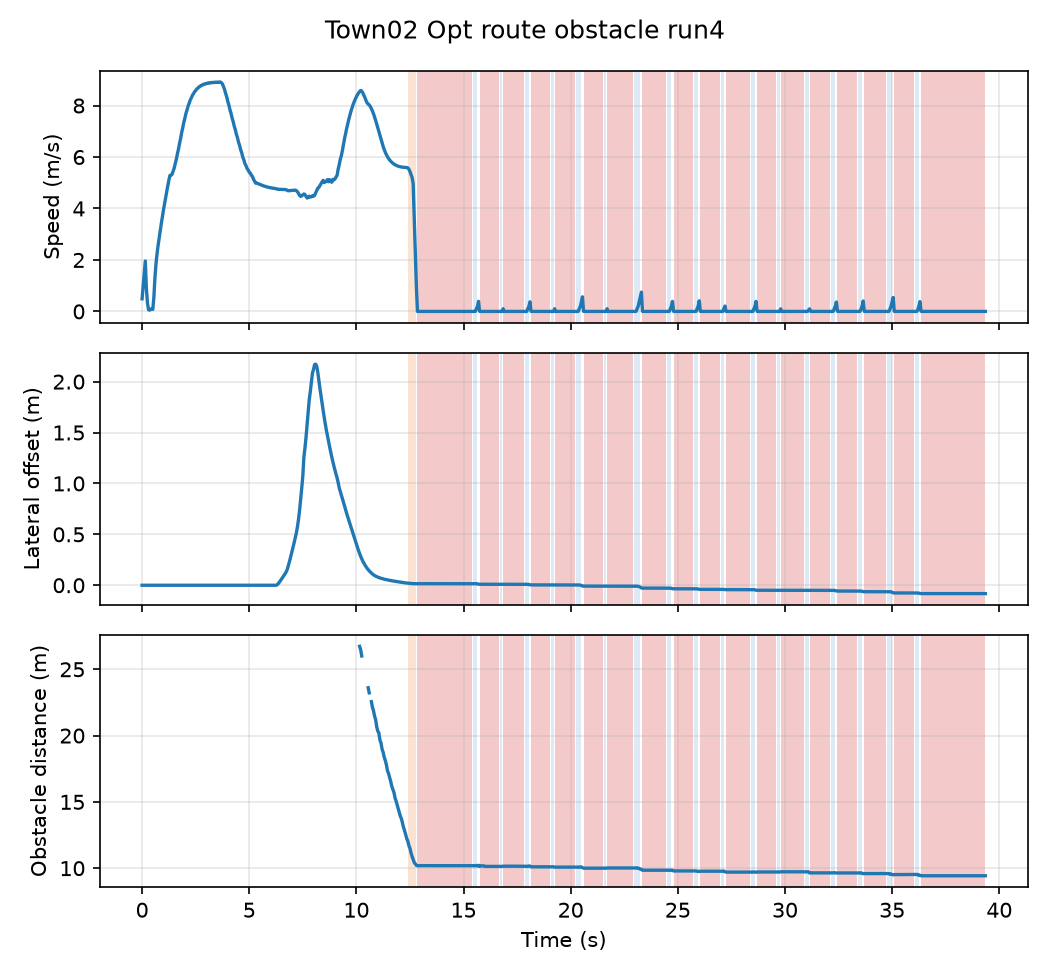 Town02 Opt route obstacle run4
Speed (m/s)
8
6
4
2
0
Lateral offset (m)
2.0
1.5
1.0
0.5
0.0
Obstacle distance (m)
25
20
15
10
0 5 10 15 20 25 30 35 40
Time (s)